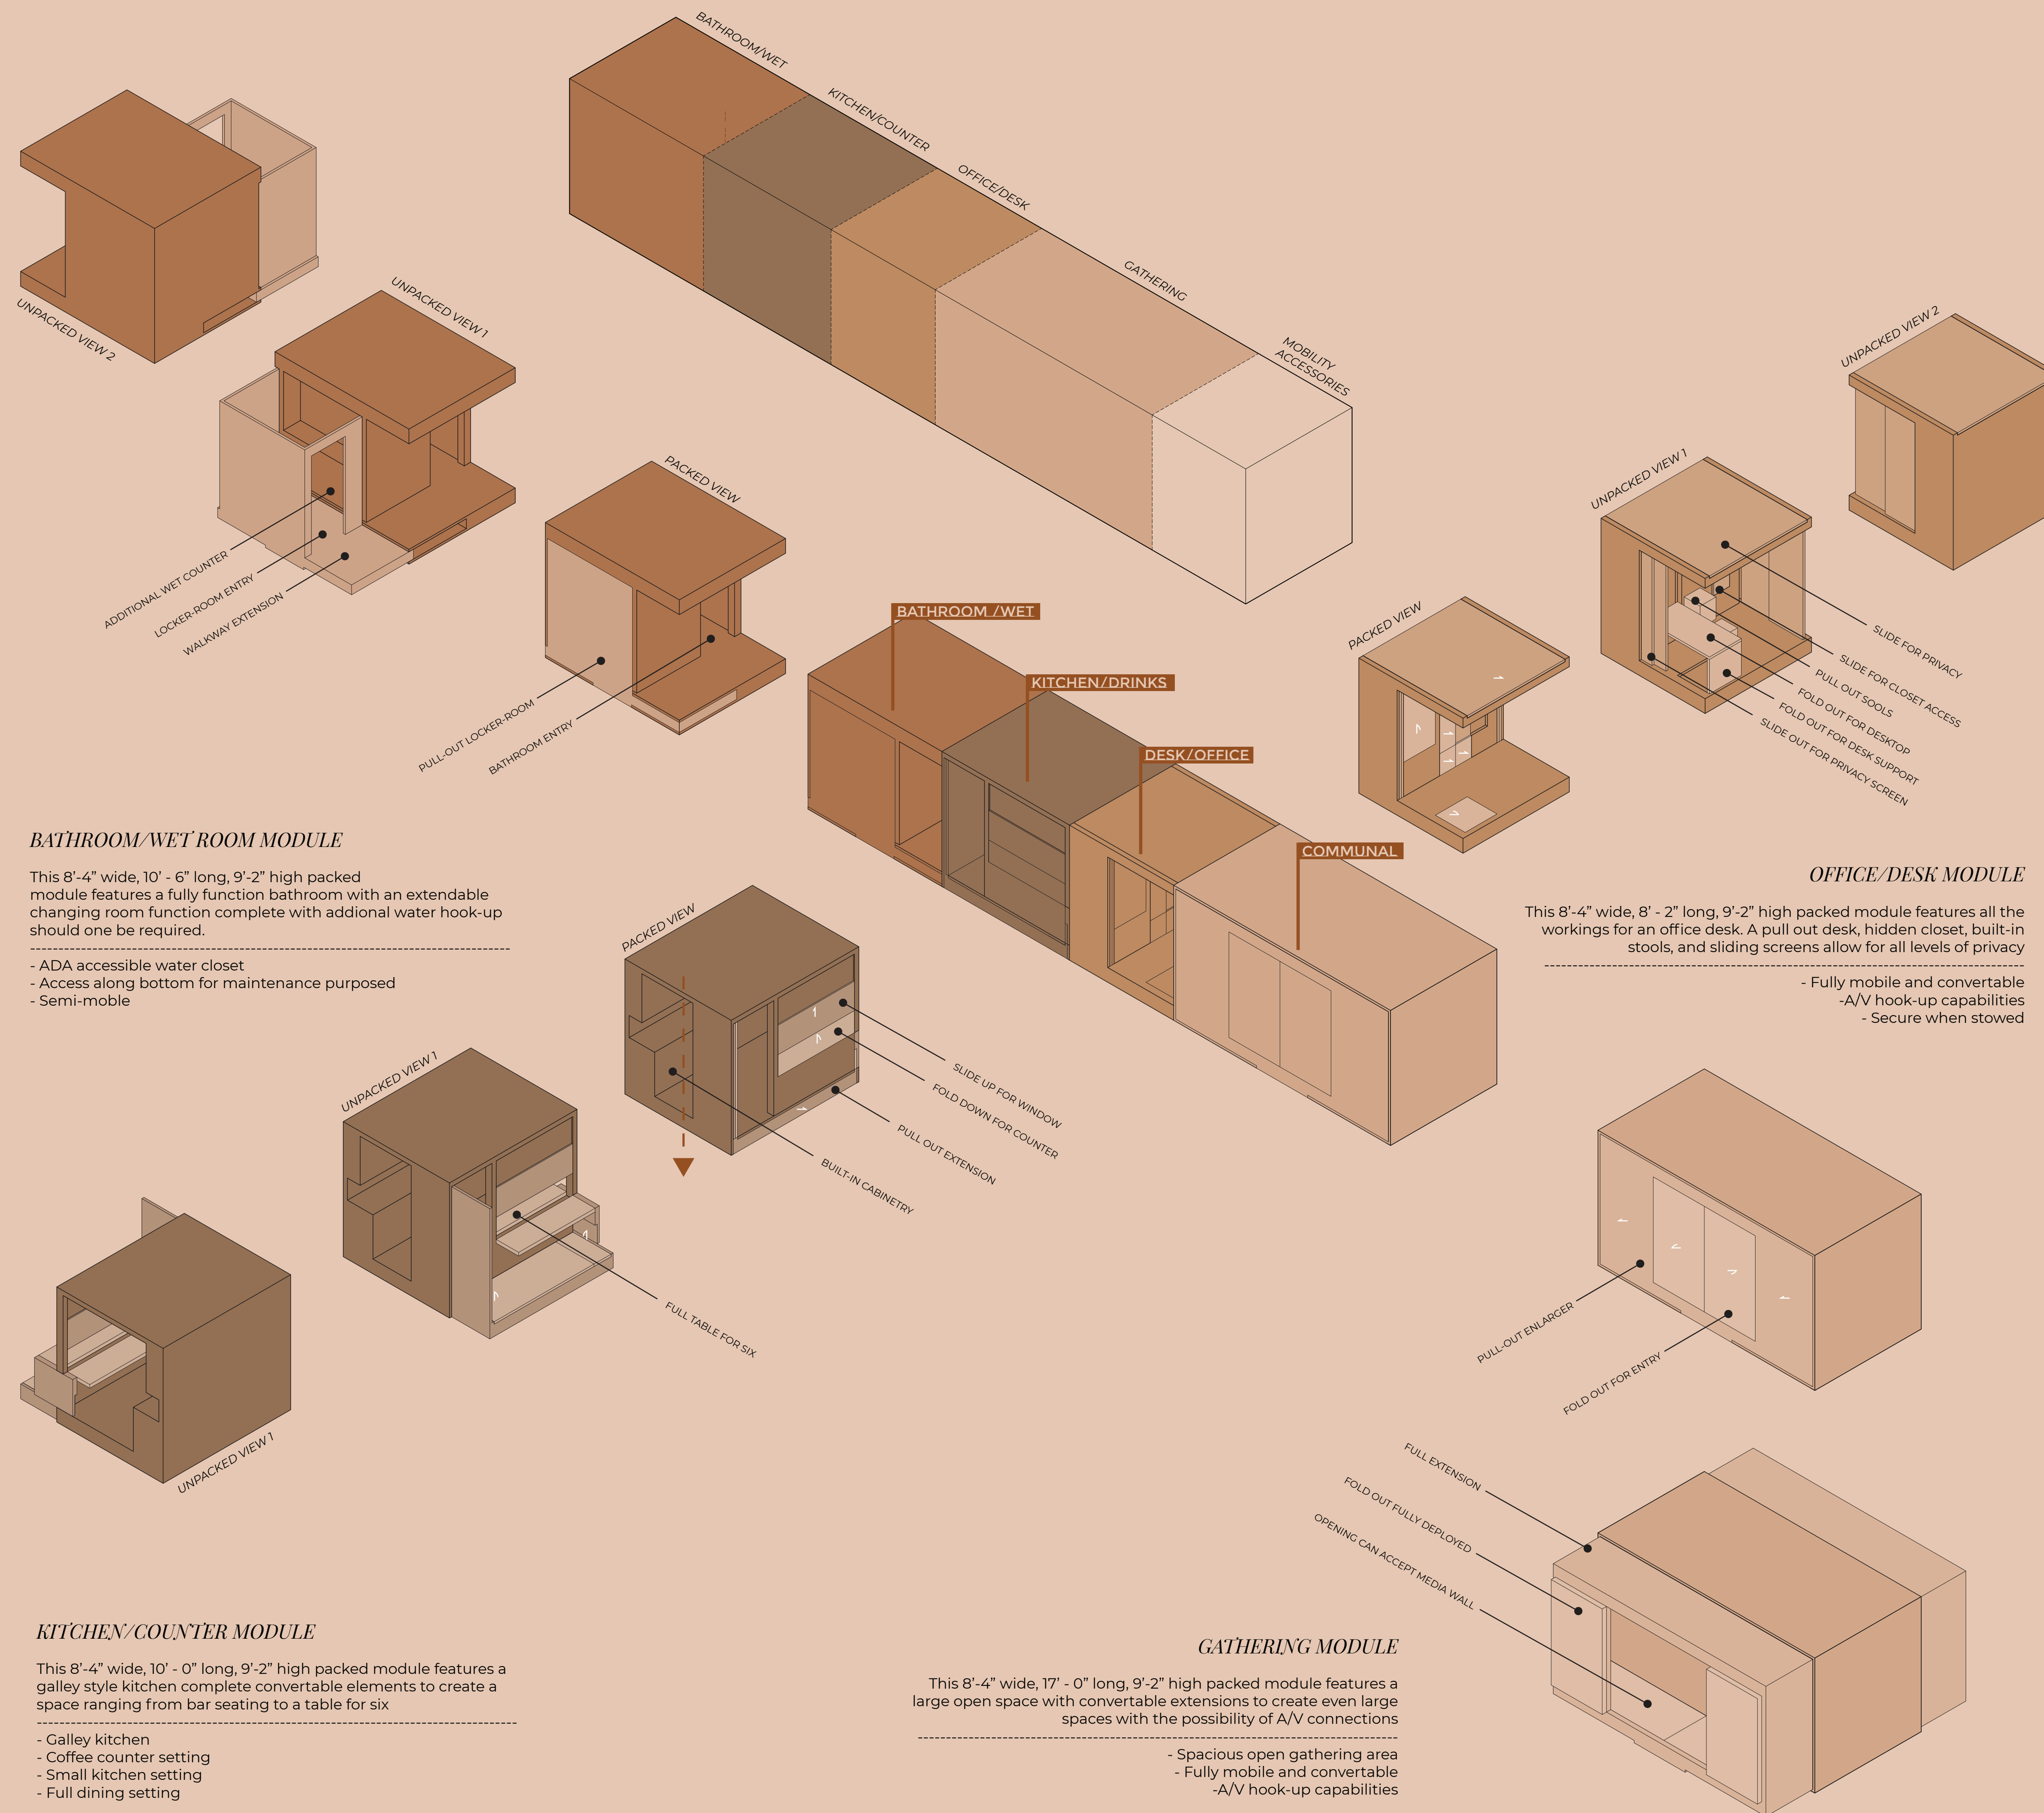 BATHROOM/WET
KITCHEN/COUNTER
OFFICE/DESK
GATHERING
MOBILITY
ACCESSORIES
UNPACKED VIEW 2
UNPACKED VIEW 1
ADDITIONAL WET COUNTER
LOCKER-ROOM ENTRY
WALKWAY EXTENSION
PACKED VIEW
PULL-OUT LOCKER-ROOM
BATHROOM ENTRY
BATHROOM/WET ROOM MODULE
This 8'-4” wide, 10’ - 6” long, 9’-2” high packed
module features a fully function bathroom with an extendable
changing room function complete with addional water hook-up
should one be required.
- ADA accessible water closet
- Access along bottom for maintenance purposed
- Semi-moble
BATHROOM /WET
KITCHEN/DRINKS
DESK/OFFICE
COMMUNAL
UNPACKED VIEW 2
UNPACKED VIEW 1
PACKED VIEW
SLIDE FOR PRIVACY
SLIDE FOR CLOSET ACCESS
PULL OUT SOOLS
FOLD OUT FOR DESKTOP
FOLD OUT FOR DESK SUPPORT
SLIDE OUT FOR PRIVACY SCREEN
OFFICE/DESK MODULE
This 8’-4” wide, 8’ - 2” long, 9’-2” high packed module features all the
workings for an office desk. A pull out desk, hidden closet, built-in
stools, and sliding screens allow for all levels of privacy
- Fully mobile and convertable
-A/V hook-up capabilities
- Secure when stowed
PACKED VIEW
SLIDE UP FOR WINDOW
FOLD DOWN FOR COUNTER
PULL OUT EXTENSION
BUILT-IN CABINETRY
UNPACKED VIEW 1
FULL TABLE FOR SIX
UNPACKED VIEW 1
KITCHEN/COUNTER MODULE
This 8’-4” wide, 10’ - 0” long, 9’-2” high packed module features a
galley style kitchen complete convertable elements to create a
space ranging from bar seating to a table for six
- Galley kitchen
- Coffee counter setting
- Small kitchen setting
- Full dining setting
PULL-OUT ENLARGER
FOLD OUT FOR ENTRY
FULL EXTENSION
FOLD OUT FULLY DEPLOYED
OPENING CAN ACCEPT MEDIA WALL
GATHERING MODULE
This 8’-4” wide, 17’ - 0” long, 9’-2” high packed module features a
large open space with convertable extensions to create even large
spaces with the possibility of A/V connections
- Spacious open gathering area
- Fully mobile and convertable
-A/V hook-up capabilities